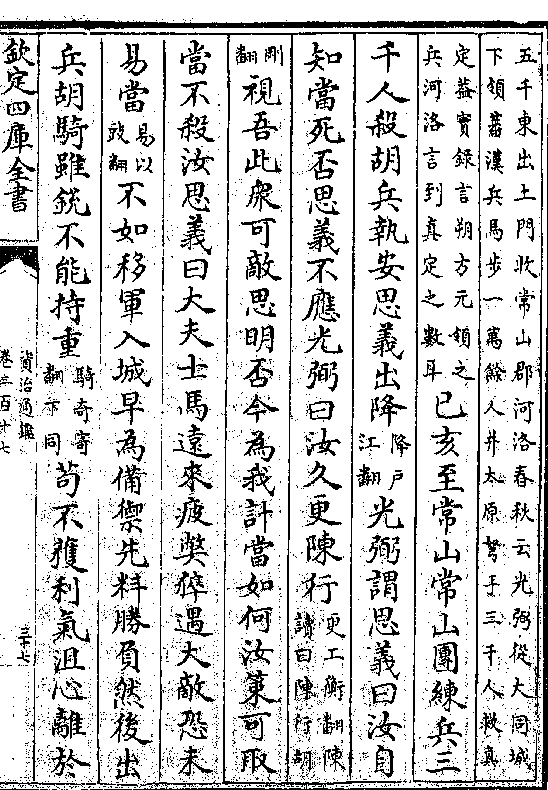 五千東出土門收常山郡河洛春秋云光弼從大同城
下領蕃漢兵馬步一萬餘人并太原弩手三千人救真
定葢實録言朔方元領之
兵河洛言到真定之數耳
己亥至常山常山團練兵三
千人殺胡兵執安思義出降
降户
江翻
光弼謂思義曰汝自
知當死否思義不應光弼曰汝久更陳行
更工衡翻陳
讀曰陣行胡
剛
翻
視吾此衆可敵思明否今為我計當如何汝策可取
當不殺汝思義曰大夫士馬遠來疲獘猝遇大敵恐未
易當
易以
豉翻
不如移軍入城早為備禦先料勝負然後出
兵胡騎雖銳不能持重
騎奇寄
翻下同
苟不獲利氣沮心離於
欽定四庫全書
資治通鑑
卷二百十七
三十七